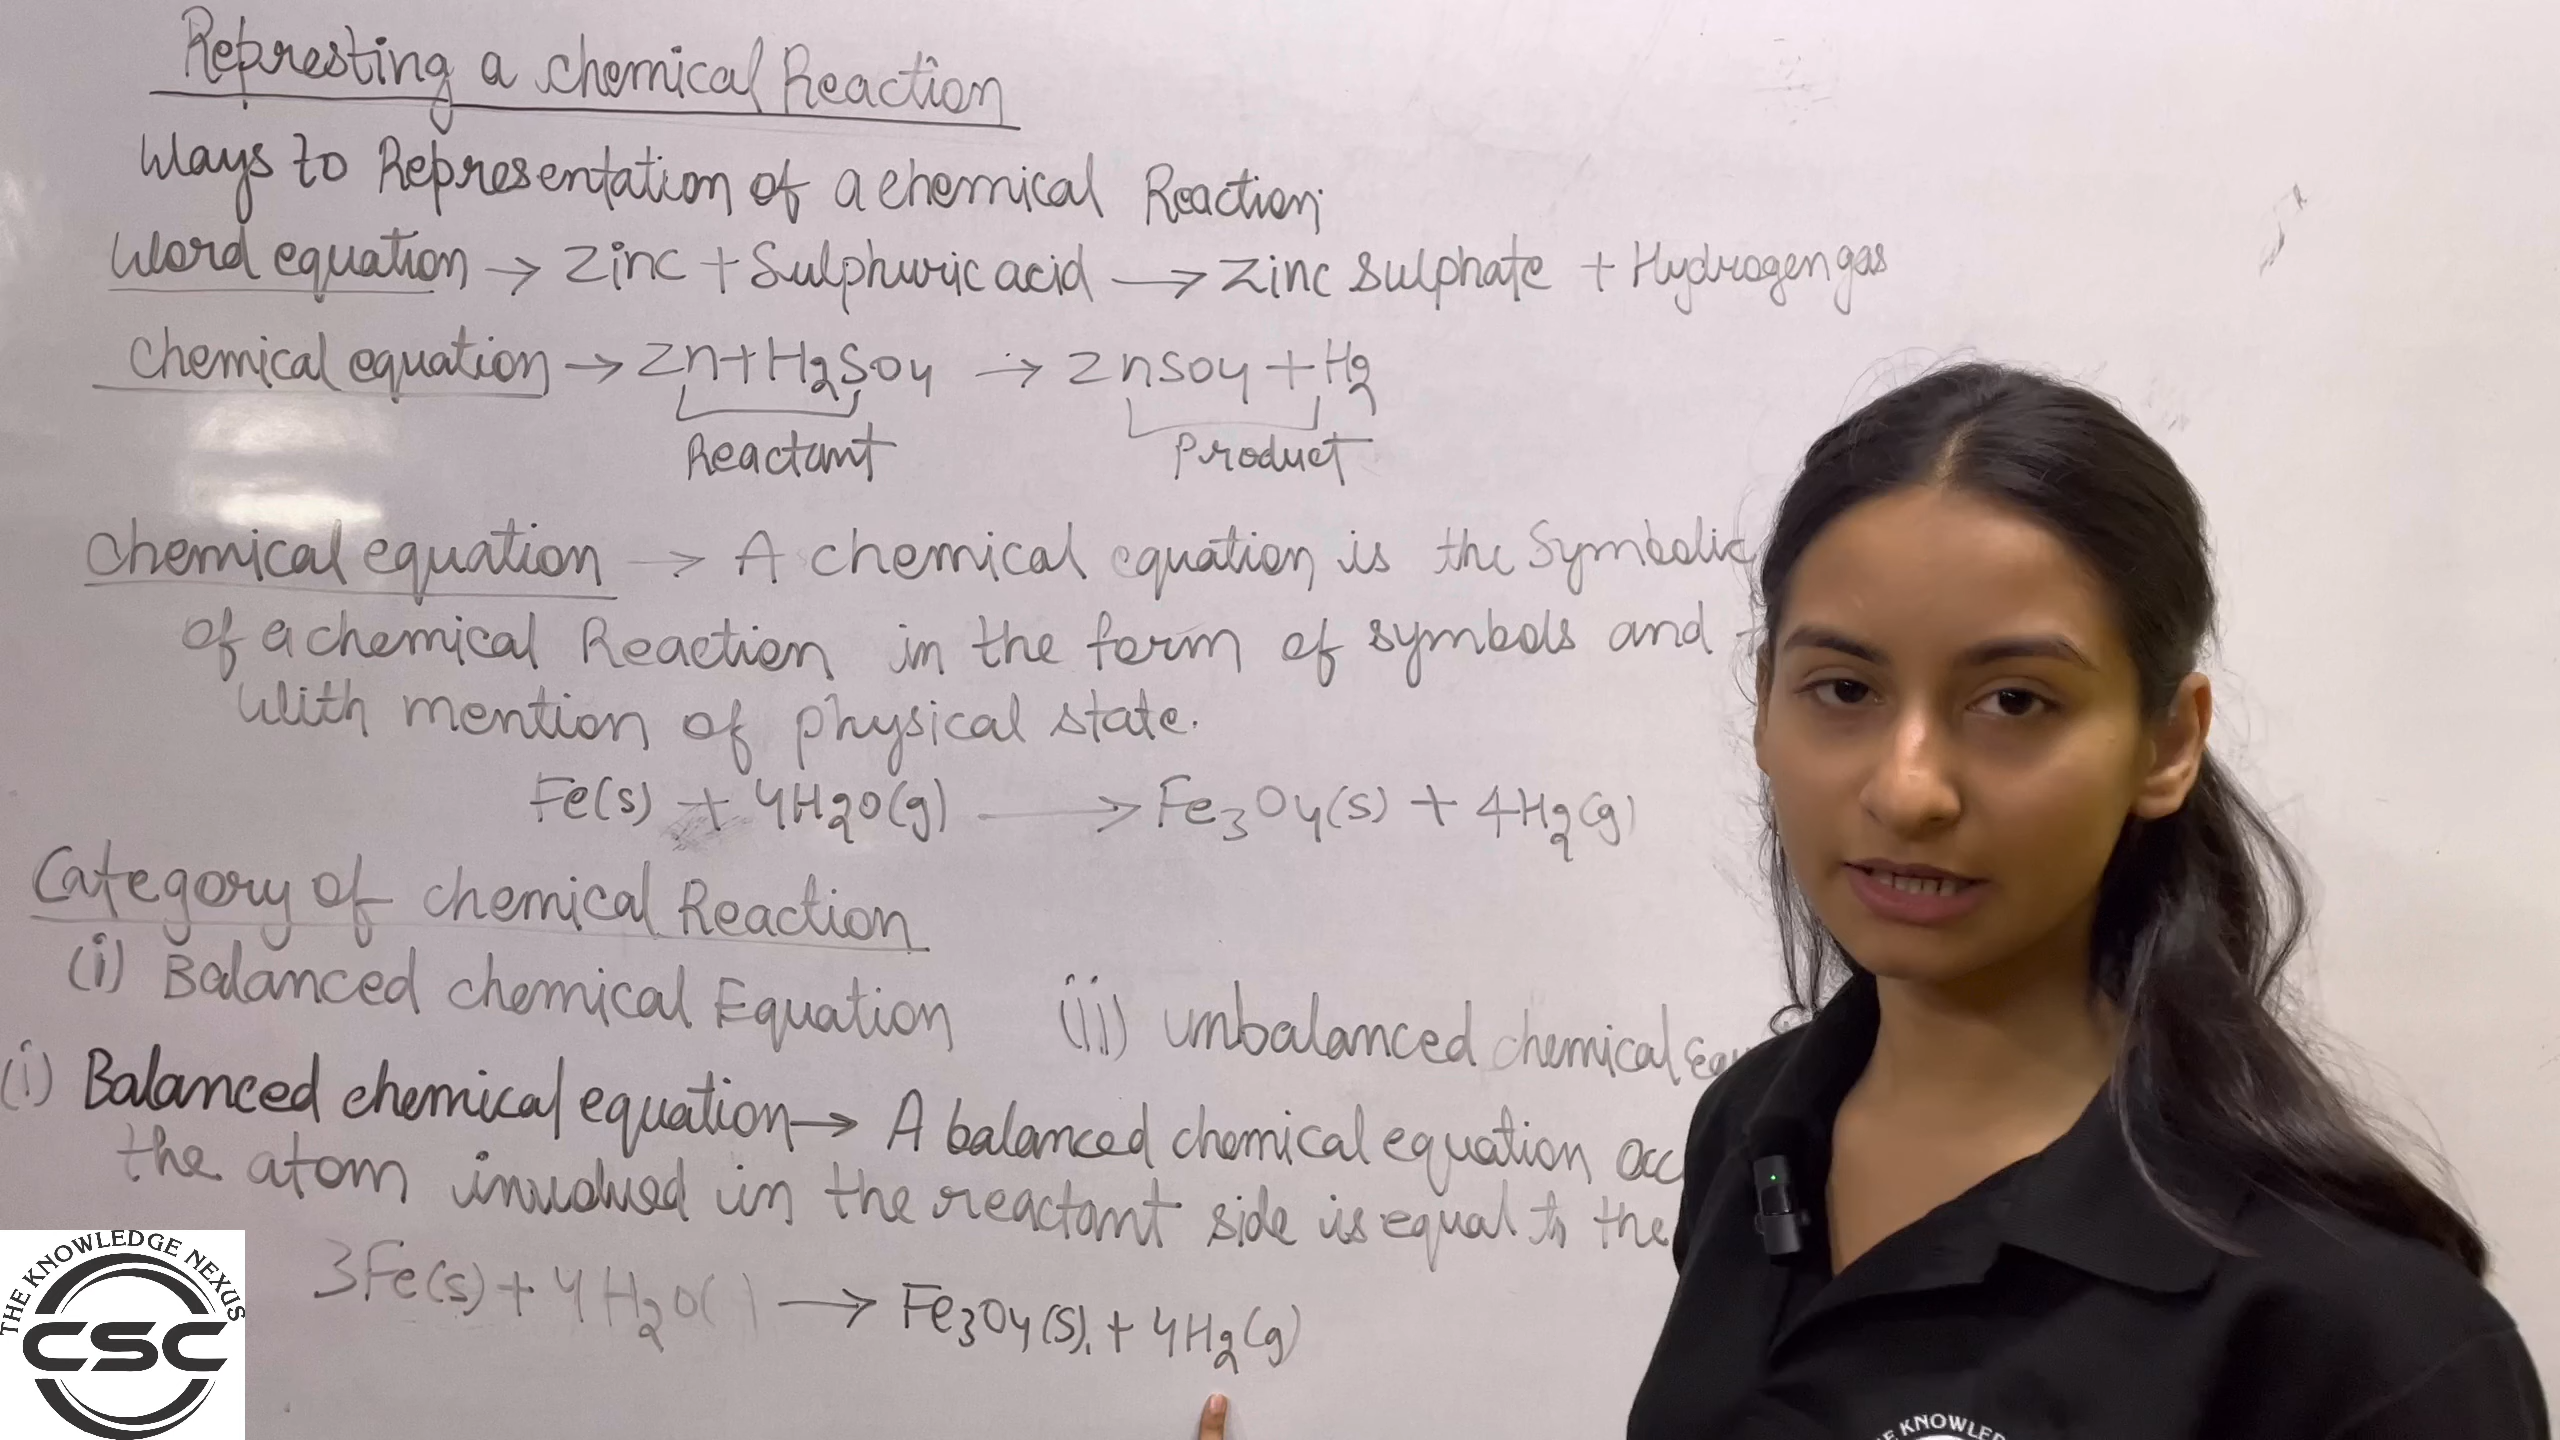 Represting a chemical Reaction
Ways to Representation of a chemical Reaction;
Word equation → Zinc + Sulphuric acid → Zinc Sulphate + Hydrogen gas
Chemical equation → Zn + H2SO4 → ZnSO4 + H2
Reactant Product
Chemical equation → A chemical equation is the Symbolic
of a chemical Reaction in the form of symbols and
With mention of physical state.
Fe(s) + 4H2O(g) → Fe3O4(s) + 4H2(g)
Category of chemical Reaction
(i) Balanced chemical Equation (ii) unbalanced chemical Equ
(i) Balanced chemical equation → A balanced chemical equation occ
the atom involved in the reactant side is equal to the
3Fe(s) + 4H2O( ) → Fe3O4(s) + 4H2(g)
THE KNOWLEDGE NEXUS
CSC
E KNOWLED